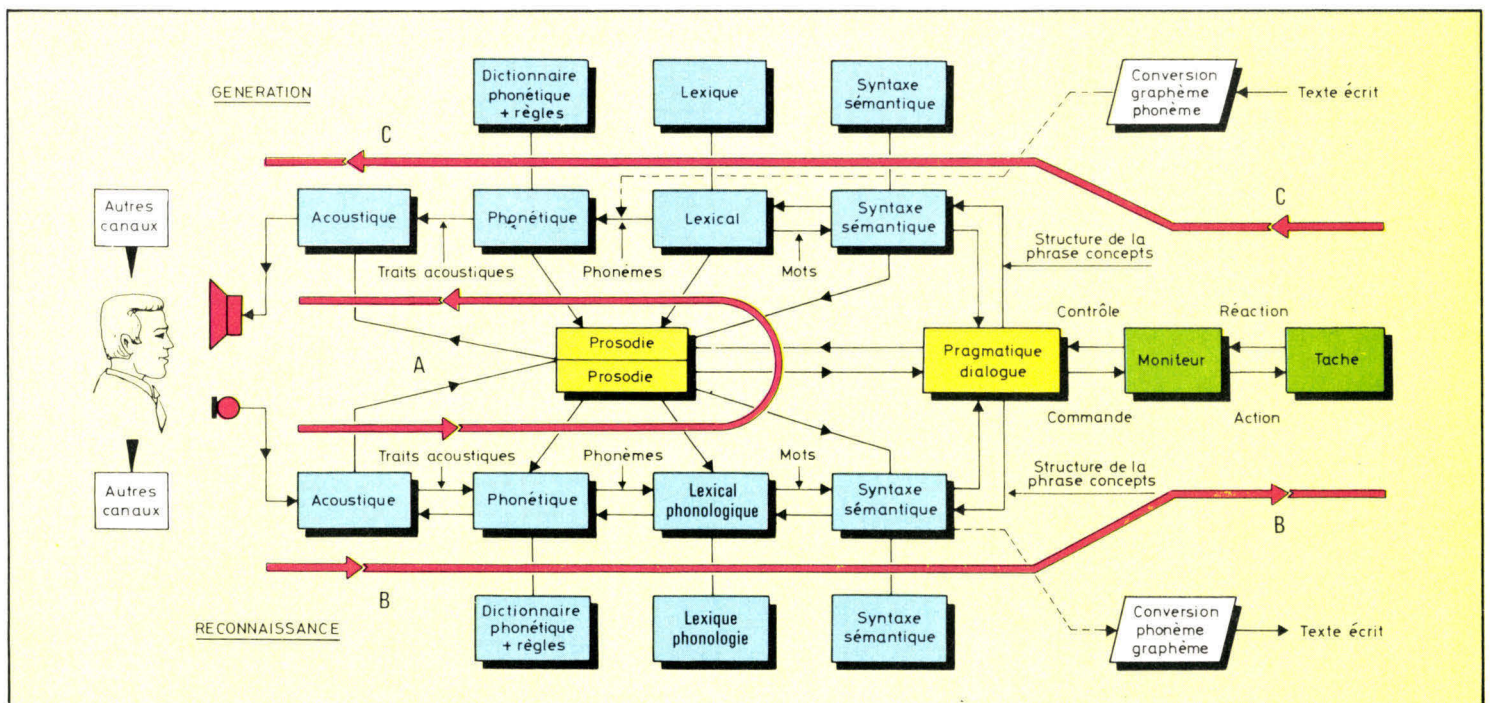 GENERATION
Dictionnaire
phonétique
+ règles
Lexique
Syntaxe
sémantique
Conversion
graphème
phonème
Texte écrit
C
C
Autres
canaux
Acoustique
Phonétique
Lexical
Syntaxe
sémantique
Traits acoustiques
Phonèmes
Mots
Structure de la
phrase concepts
A
Prosodie
Prosodie
Pragmatique
dialogue
Contrôle
Commande
Moniteur
Réaction
Action
Tache
Autres
canaux
Traits acoustiques
Phonèmes
Mots
Structure de la
phrase concepts
Acoustique
Phonétique
Lexical
phonologique
Syntaxe
sémantique
B
B
RECONNAISSANCE
Dictionnaire
phonétique
+ règles
Lexique
phonologie
Syntaxe
sémantique
Conversion
phonème
graphème
Texte écrit